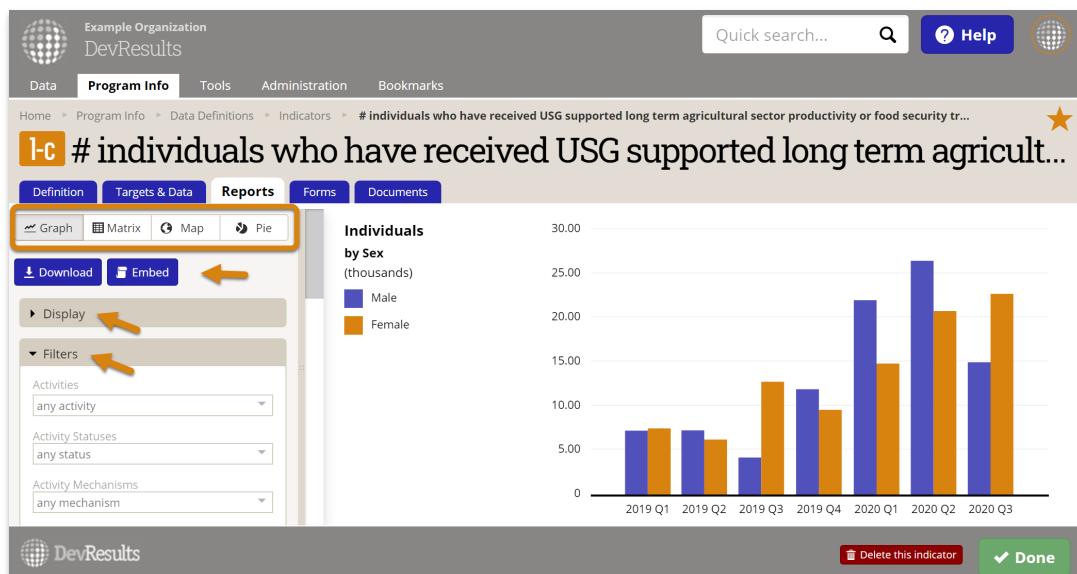 Example Organization
DevResults
Quick search...
? Help
Data
Program Info
Tools
Administration
Bookmarks
Home
Program Info
Data Definitions
Indicators
# individuals who have received USG supported long term agricultural sector productivity or food security tr...
1-c # individuals who have received USG supported long term agricult...
Definition
Targets & Data
Reports
Forms
Documents
Graph
Matrix
Map
Pie
Download
Embed
Display
Filters
Activities
any activity
Activity Statuses
any status
Activity Mechanisms
any mechanism
Individuals
by Sex
(thousands)
Male
Female
30.00
25.00
20.00
15.00
10.00
5.00
0
2019 Q1
2019 Q2
2019 Q3
2019 Q4
2020 Q1
2020 Q2
2020 Q3
DevResults
Delete this indicator
Done